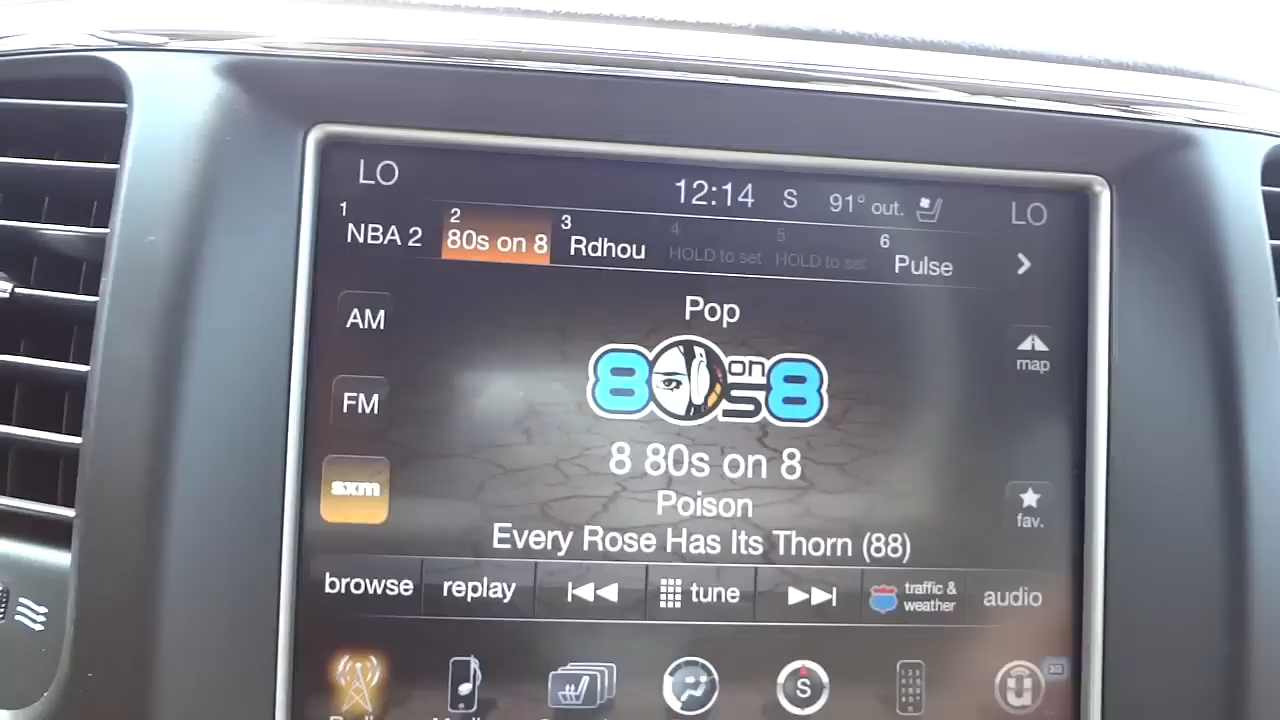 LO 12:14 S 91° out. LO
1 NBA 2 2 80s on 8 3 Rdhou 4 HOLD to set 5 HOLD to set 6 Pulse
Pop
AM
80s on 8
map
FM
8 80s on 8
sxm
Poison
fav.
Every Rose Has Its Thorn (88)
browse replay tune traffic & weather audio
S